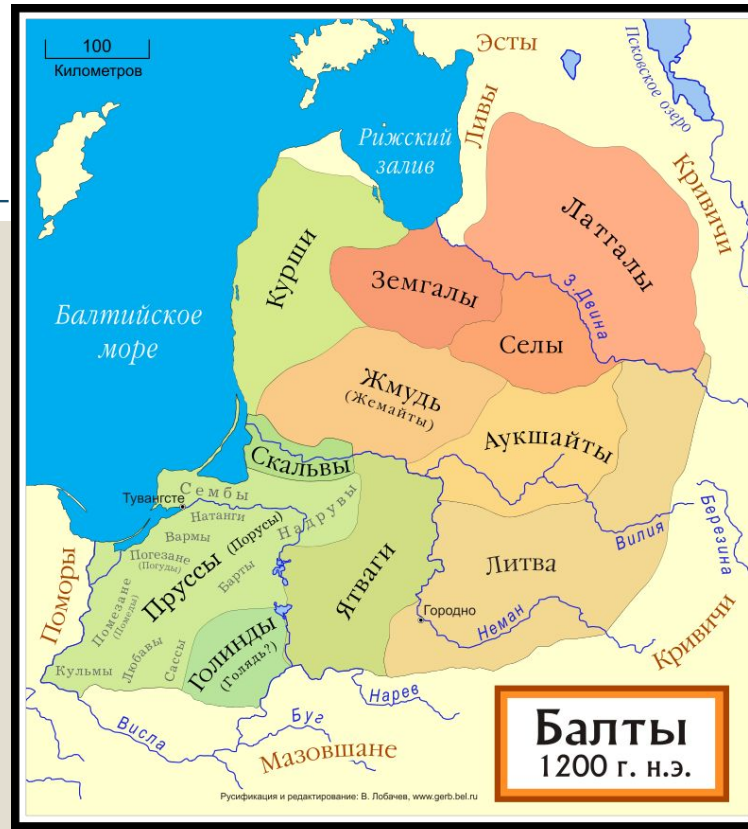 100
Километров
Эсты
Псковское озеро
Ливы
Рижский
залив
Кривичи
Латгалы
Курши
Земгалы
З.Двина
Балтийское
море
Селы
Жмудь
(Жемайты)
Аукшайты
Скальвы
Сембы
Тувангсте
Натанги
Надрувы
Вармы
Пруссы (Порусы)
Погезане
(Погуды)
Барты
Ятваги
Литва
Вилия
Березина
Поморы
Помезане
(Помеды)
Городно
Неман
Кривичи
Любавы
Сассы
Кульмы
Голинды
(Голядь?)
Нарев
Висла
Буг
Мазовшане
Балты
1200 г. н.э.
Русификация и редактирование: В. Лобачев, www.gerb.bel.ru